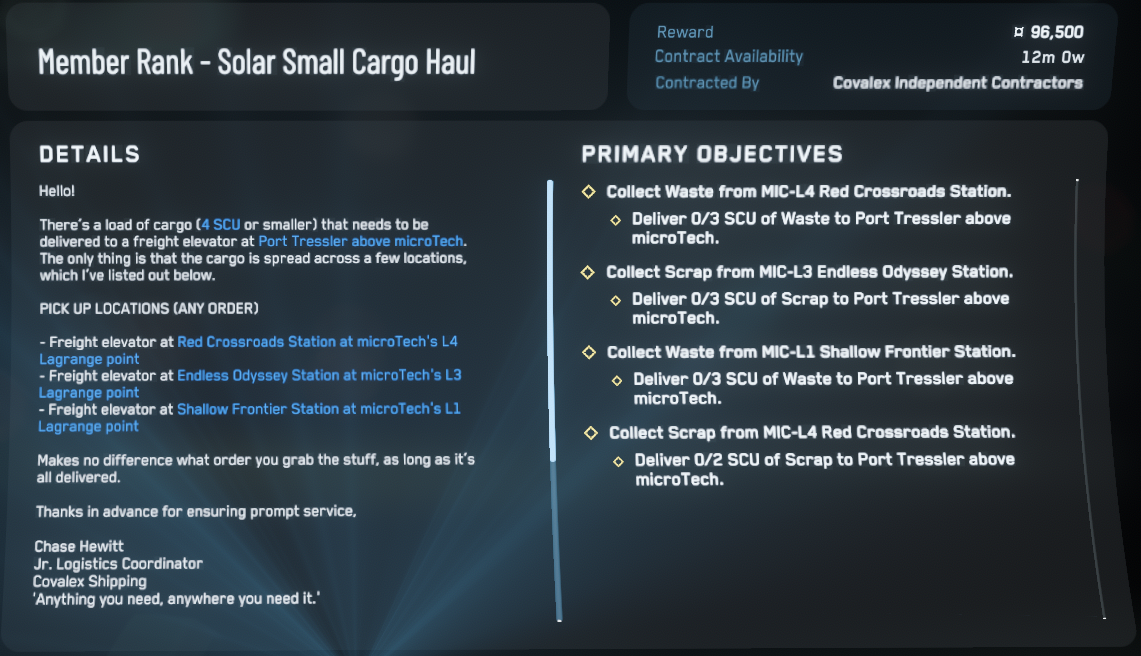 Member Rank - Solar Small Cargo Haul
Reward ¤ 96,500
Contract Availability 12m 0w
Contracted By Covalex Independent Contractors
DETAILS
Hello!
There's a load of cargo (4 SCU or smaller) that needs to be
delivered to a freight elevator at Port Tressler above microTech.
The only thing is that the cargo is spread across a few locations,
which I've listed out below.
PICK UP LOCATIONS (ANY ORDER)
- Freight elevator at Red Crossroads Station at microTech's L4
Lagrange point
- Freight elevator at Endless Odyssey Station at microTech's L3
Lagrange point
- Freight elevator at Shallow Frontier Station at microTech's L1
Lagrange point
Makes no difference what order you grab the stuff, as long as it's
all delivered.
Thanks in advance for ensuring prompt service,
Chase Hewitt
Jr. Logistics Coordinator
Covalex Shipping
'Anything you need, anywhere you need it.'
PRIMARY OBJECTIVES
Collect Waste from MIC-L4 Red Crossroads Station.
Deliver 0/3 SCU of Waste to Port Tressler above
microTech.
Collect Scrap from MIC-L3 Endless Odyssey Station.
Deliver 0/3 SCU of Scrap to Port Tressler above
microTech.
Collect Waste from MIC-L1 Shallow Frontier Station.
Deliver 0/3 SCU of Waste to Port Tressler above
microTech.
Collect Scrap from MIC-L4 Red Crossroads Station.
Deliver 0/2 SCU of Scrap to Port Tressler above
microTech.